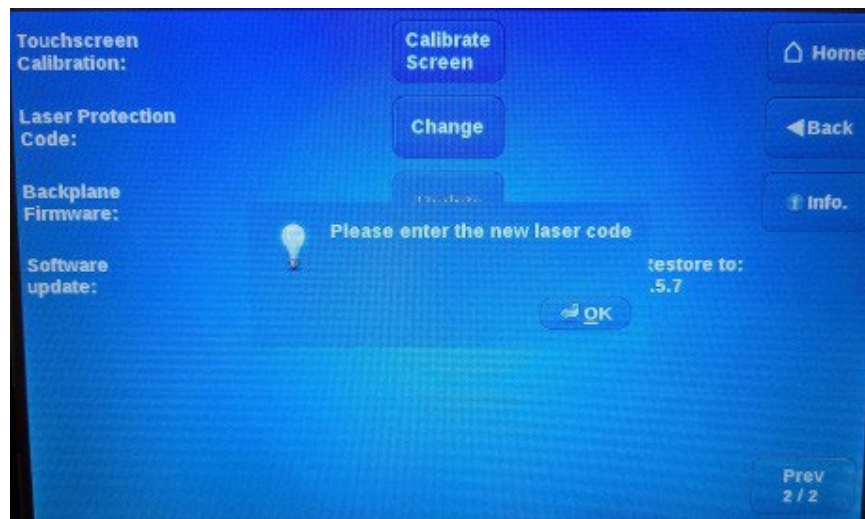 Touchscreen
Calibration:
Calibrate
Screen
Home
Laser Protection
Code:
Change
Back
Backplane
Firmware:
Update
Info.
Please enter the new laser code
Software
update:
estore to:
.5.7
OK
Prev
2 / 2